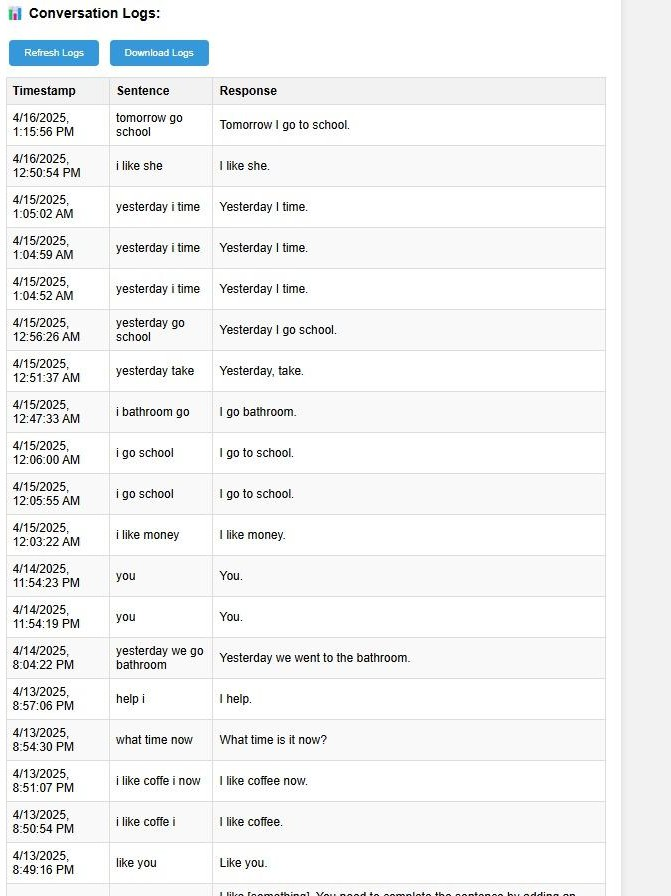 Conversation Logs:
Refresh Logs Download Logs
Timestamp Sentence Response
4/16/2025, 1:15:56 PM tomorrow go school Tomorrow I go to school.
4/16/2025, 12:50:54 PM i like she I like she.
4/15/2025, 1:05:02 AM yesterday i time Yesterday I time.
4/15/2025, 1:04:59 AM yesterday i time Yesterday I time.
4/15/2025, 1:04:52 AM yesterday i time Yesterday I time.
4/15/2025, 12:56:26 AM yesterday go school Yesterday I go school.
4/15/2025, 12:51:37 AM yesterday take Yesterday, take.
4/15/2025, 12:47:33 AM i bathroom go I go bathroom.
4/15/2025, 12:06:00 AM i go school I go to school.
4/15/2025, 12:05:55 AM i go school I go to school.
4/15/2025, 12:03:22 AM i like money I like money.
4/14/2025, 11:54:23 PM you You.
4/14/2025, 11:54:19 PM you You.
4/14/2025, 8:04:22 PM yesterday we go bathroom Yesterday we went to the bathroom.
4/13/2025, 8:57:06 PM help i I help.
4/13/2025, 8:54:30 PM what time now What time is it now?
4/13/2025, 8:51:07 PM i like coffe i now I like coffee now.
4/13/2025, 8:50:54 PM i like coffe i I like coffee.
4/13/2025, 8:49:16 PM like you Like you.
I like [something]. You need to complete the sentence by adding an